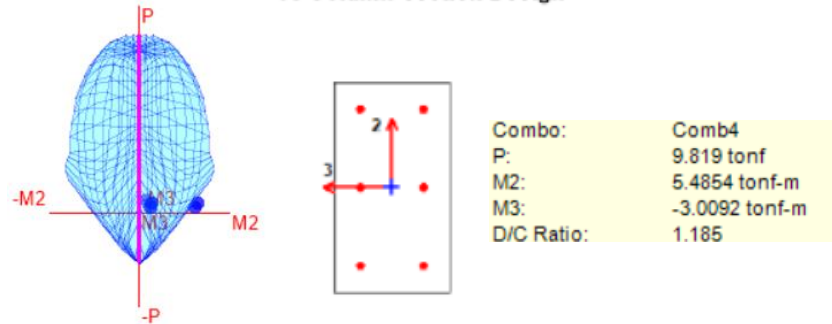 P
-M2
M3
M3
M2
-P
2
3
Combo: Comb4
P: 9.819 tonf
M2: 5.4854 tonf-m
M3: -3.0092 tonf-m
D/C Ratio: 1.185